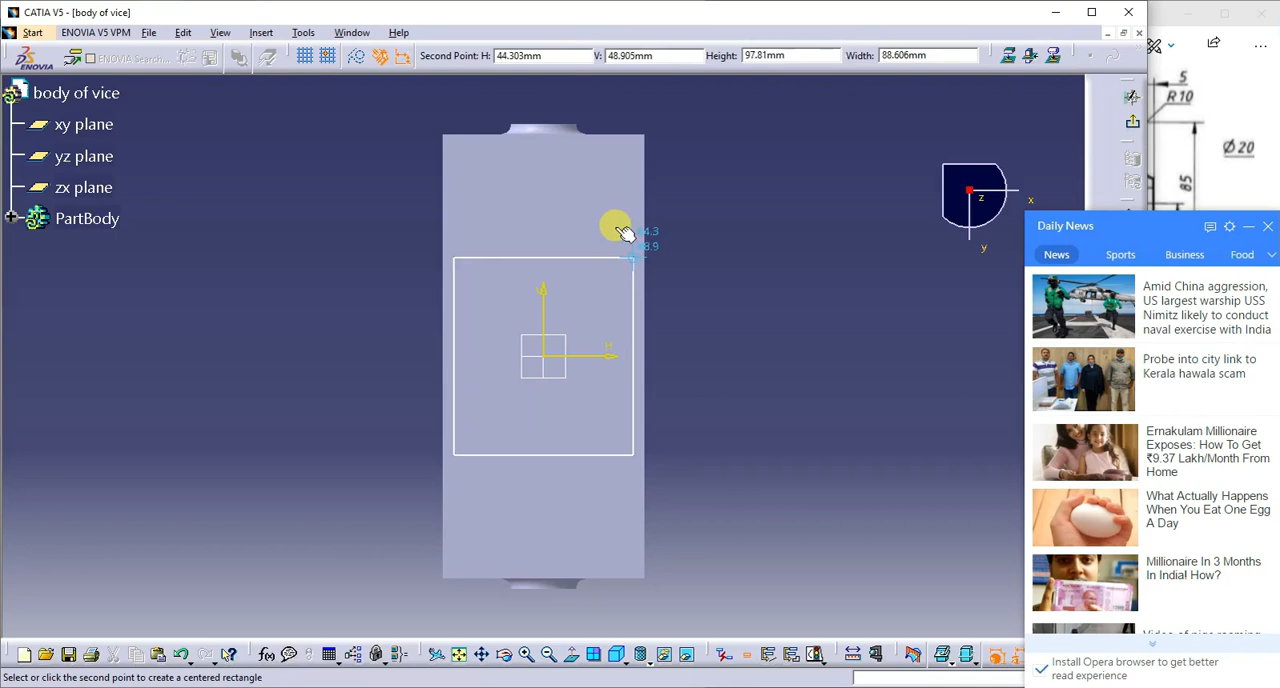 CATIA V5 - [body of vice]
Start ENOVIA V5 VPM File Edit View Insert Tools Window Help
ENOVIA
ENOVIA Search...
Second Point: H: 44.303mm V: 48.905mm Height: 97.81mm Width: 88.606mm
body of vice
xy plane
yz plane
zx plane
PartBody
H
z
x
y
5
R10
Ø20
85
Daily News
News Sports Business Food
Amid China aggression,
US largest warship USS
Nimitz likely to conduct
naval exercise with India
Probe into city link to
Kerala hawala scam
Ernakulam Millionaire
Exposes: How To Get
₹9.37 Lakh/Month From
Home
What Actually Happens
When You Eat One Egg
A Day
Millionaire In 3 Months
In India! How?
Install Opera browser to get better
read experience
f(x)
Select or click the second point to create a centered rectangle